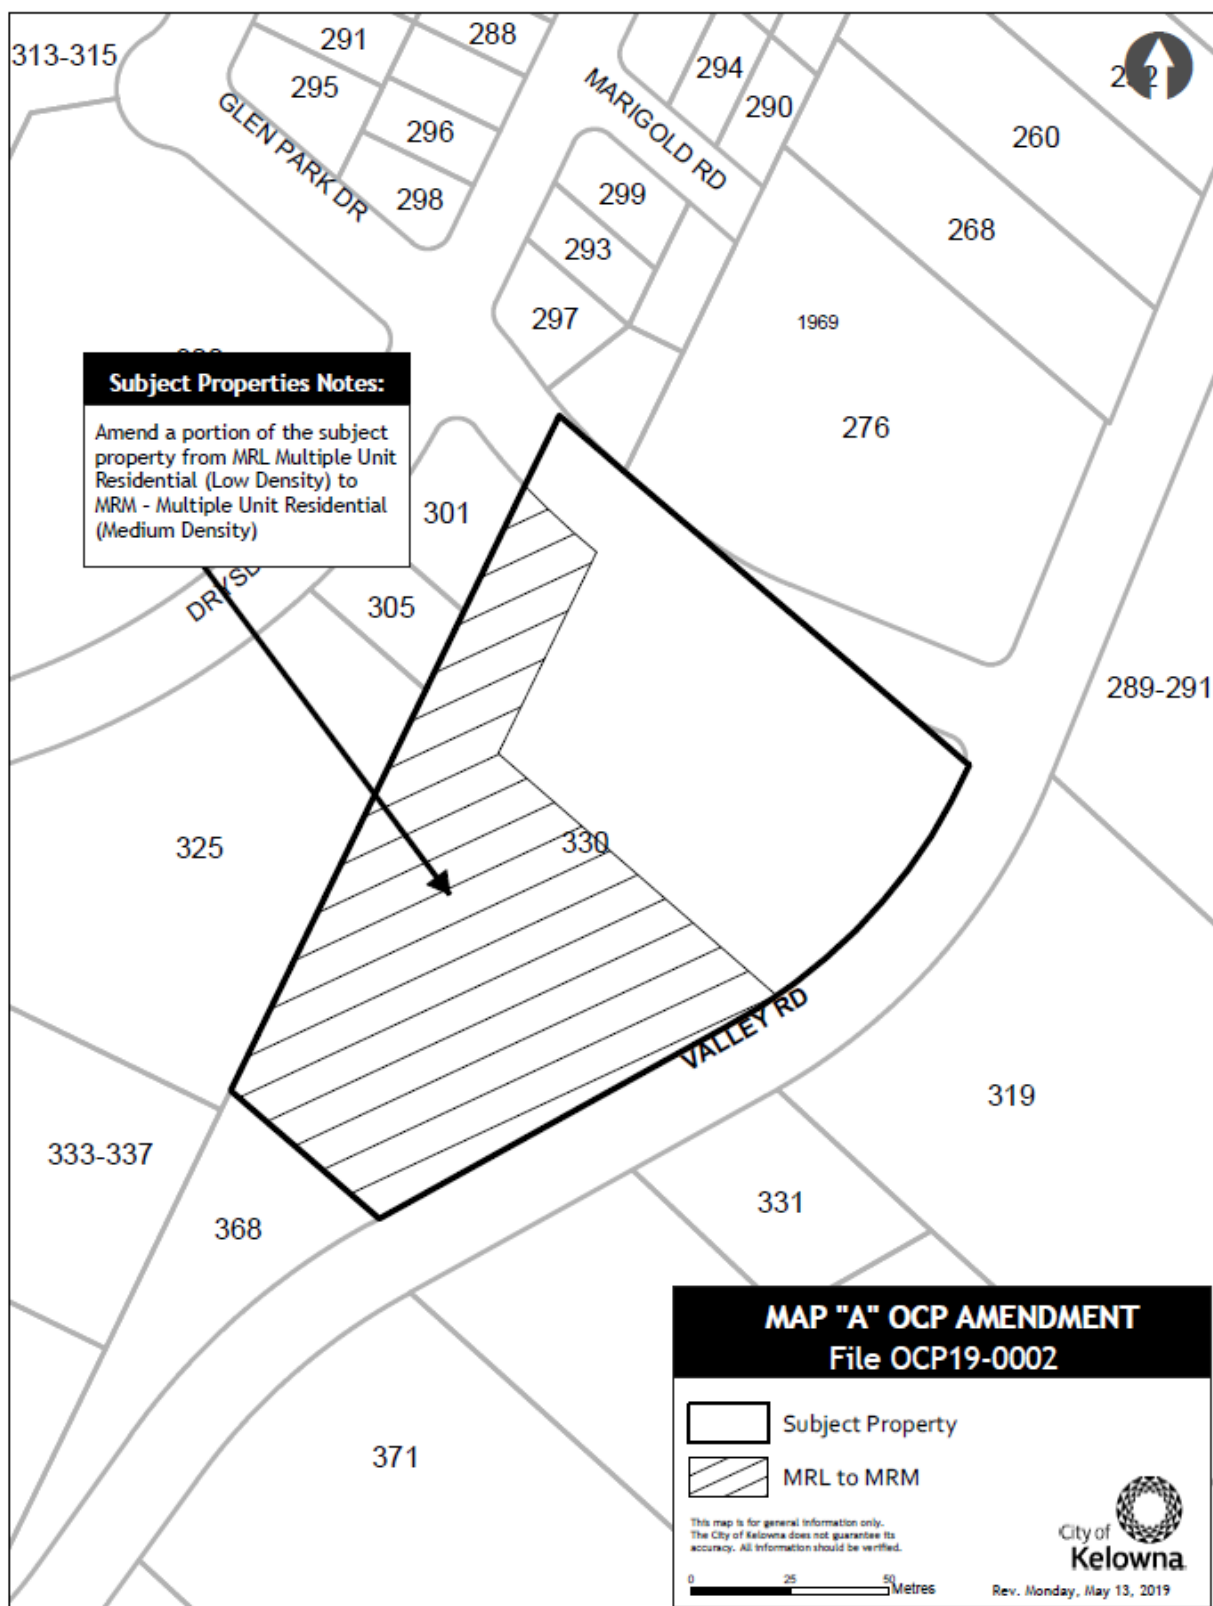 313-315
291
288
295
296
298
GLEN PARK DR
294
290
MARIGOLD RD
260
268
299
293
297
1969
276
Subject Properties Notes:
Amend a portion of the subject
property from MRL Multiple Unit
Residential (Low Density) to
MRM - Multiple Unit Residential
(Medium Density)
301
305
289-291
325
330
VALLEY RD
319
333-337
368
331
371
MAP "A" OCP AMENDMENT
File OCP19-0002
Subject Property
MRL to MRM
This map is for general information only.
The City of Kelowna does not guarantee its
accuracy. All information should be verified.
0 25 50 Metres
City of
Kelowna
Rev. Monday, May 13, 2019